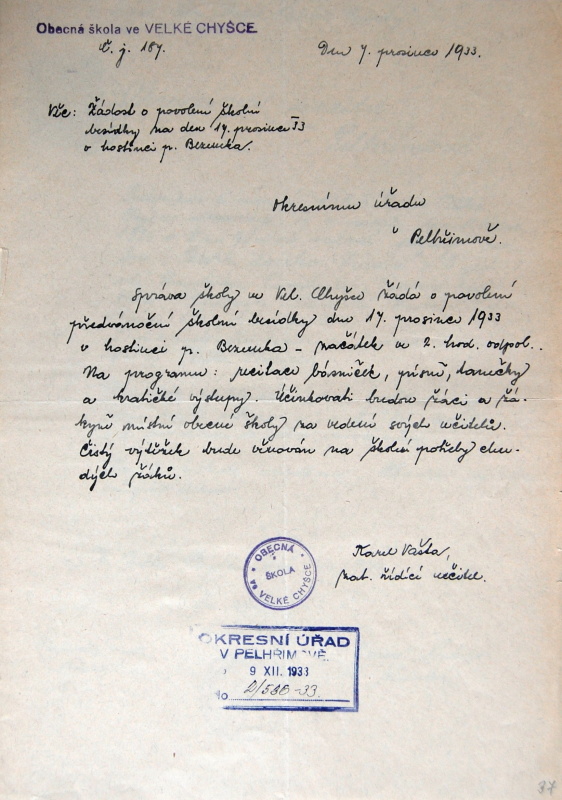 Obecná škola ve VELKÉ CHYŠCE.
Č. j. 187.
Dne 7. prosince 1933.
Věc: Žádost o povolení školní
besídky na den 17. prosince 33
v hostinci p. Bezemka.
Okresnímu úřadu
v
Pelhřimově.
Správa školy ve Vel. Chyšce žádá o povolení
předvánoční školní besídky dne 17. prosince 1933
v hostinci p. Bezemka – začátek ve 2. hod. odpol..
Na programu: recitace básniček, písně, tanečky
a kratičké výstupy. Účinkovati budou žáci a žá-
kyně místní obecné školy za vedení svých učitelů.
Čistý výtěžek bude věnován na školní potřeby chu-
dých žáků.
Karel Vašta,
zat. řídící učitel.
OBECNÁ ŠKOLA VE VELKÉ CHYŠCE
OKRESNÍ ÚŘAD
V PELHŘIMOVĚ
9 XII. 1933
No D/588-33.
37